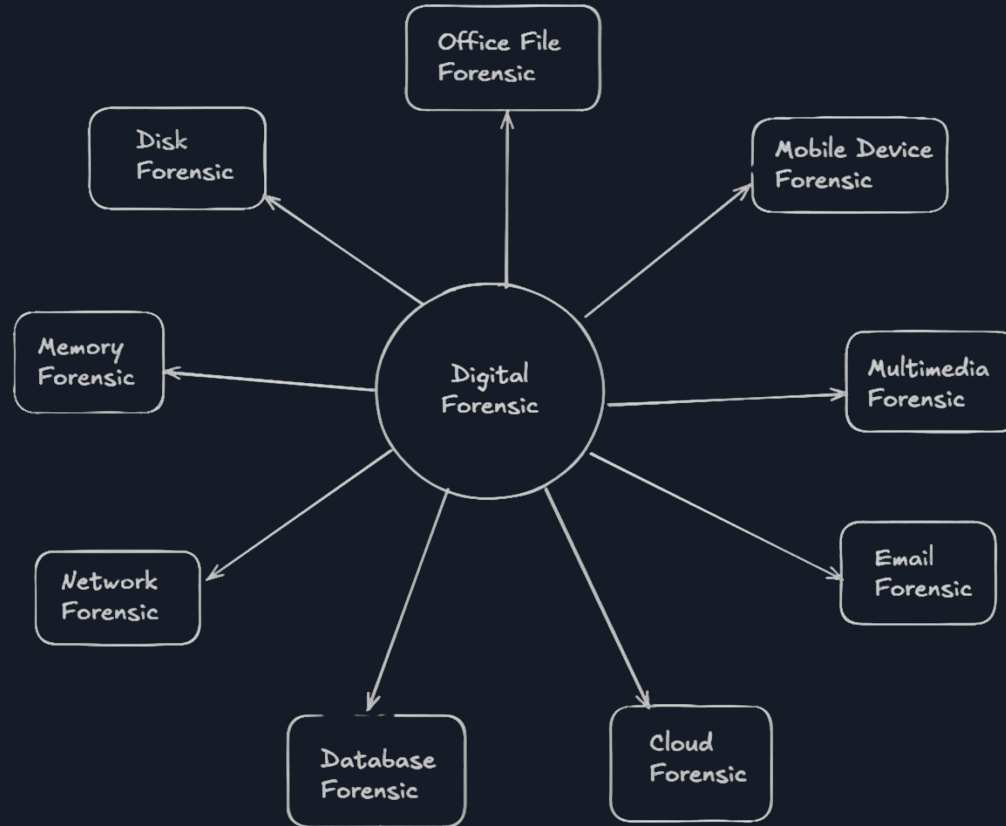 Office File
Forensic
Disk
Forensic
Mobile Device
Forensic
Memory
Forensic
Digital
Forensic
Multimedia
Forensic
Network
Forensic
Email
Forensic
Database
Forensic
Cloud
Forensic